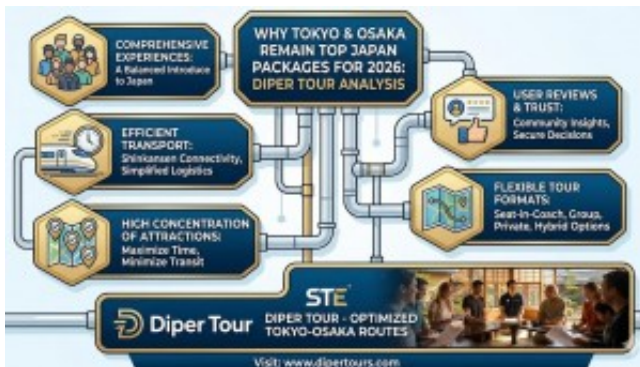 WHY TOKYO & OSAKA
REMAIN TOP JAPAN
PACKAGES FOR 2026:
DIPER TOUR ANALYSIS
COMPREHENSIVE
EXPERIENCES:
A Balanced Introduce
to Japan
EFFICIENT
TRANSPORT:
Shinkansen Connectivity,
Simplified Logistics
HIGH CONCENTRATION
OF ATTRACTIONS:
Maximize Time,
Minimize Transit
USER REVIEWS
& TRUST:
Community Insights,
Secure Decisions
FLEXIBLE TOUR
FORMATS:
Seat-In-Coach, Group,
Private, Hybrid Options
Diper Tour
STE
DIPER TOUR - OPTIMIZED
TOKYO-OSAKA ROUTES
Visit: www.dipertours.com